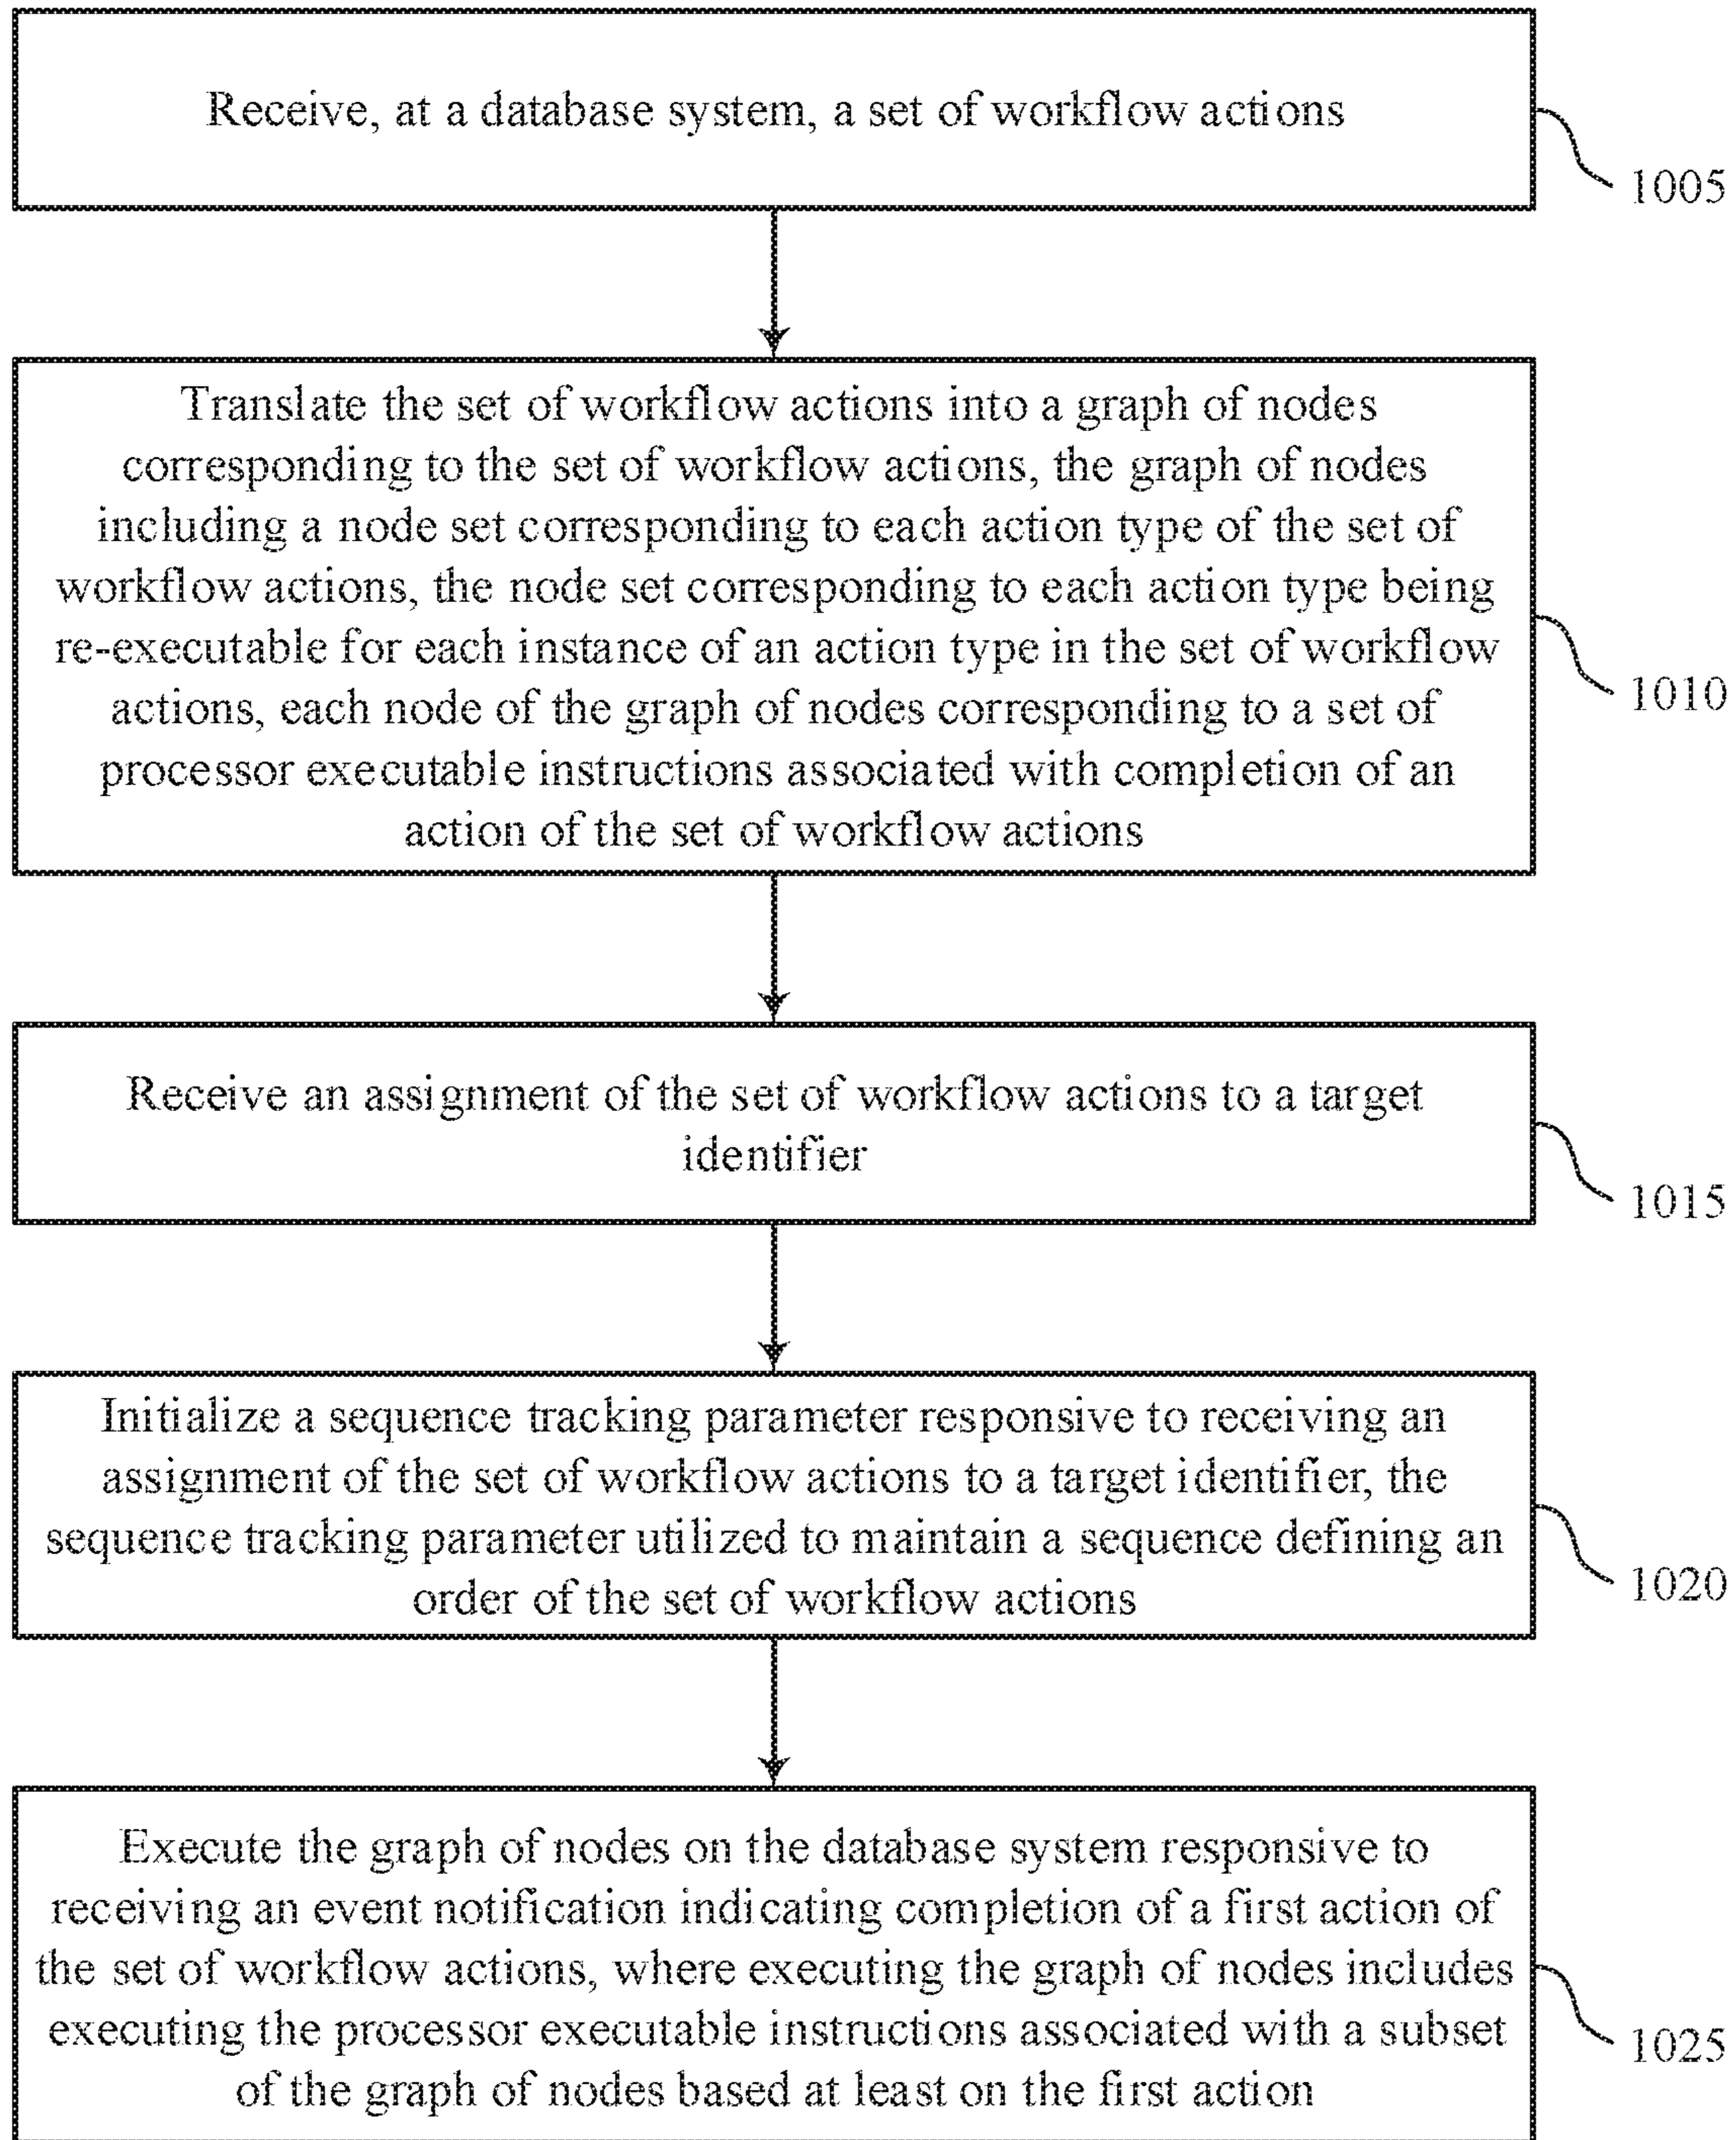 Receive, at a database system, a set of workflow actions
1005
Translate the set of workflow actions into a graph of nodes
corresponding to the set of workflow actions, the graph of nodes
including a node set corresponding to each action type of the set of
workflow actions, the node set corresponding to each action type being
re-executable for each instance of an action type in the set of workflow
actions, each node of the graph of nodes corresponding to a set of
processor executable instructions associated with completion of an
action of the set of workflow actions
1010
Receive an assignment of the set of workflow actions to a target
identifier
1015
Initialize a sequence tracking parameter responsive to receiving an
assignment of the set of workflow actions to a target identifier, the
sequence tracking parameter utilized to maintain a sequence defining an
order of the set of workflow actions
1020
Execute the graph of nodes on the database system responsive to
receiving an event notification indicating completion of a first action of
the set of workflow actions, where executing the graph of nodes includes
executing the processor executable instructions associated with a subset
of the graph of nodes based at least on the first action
1025